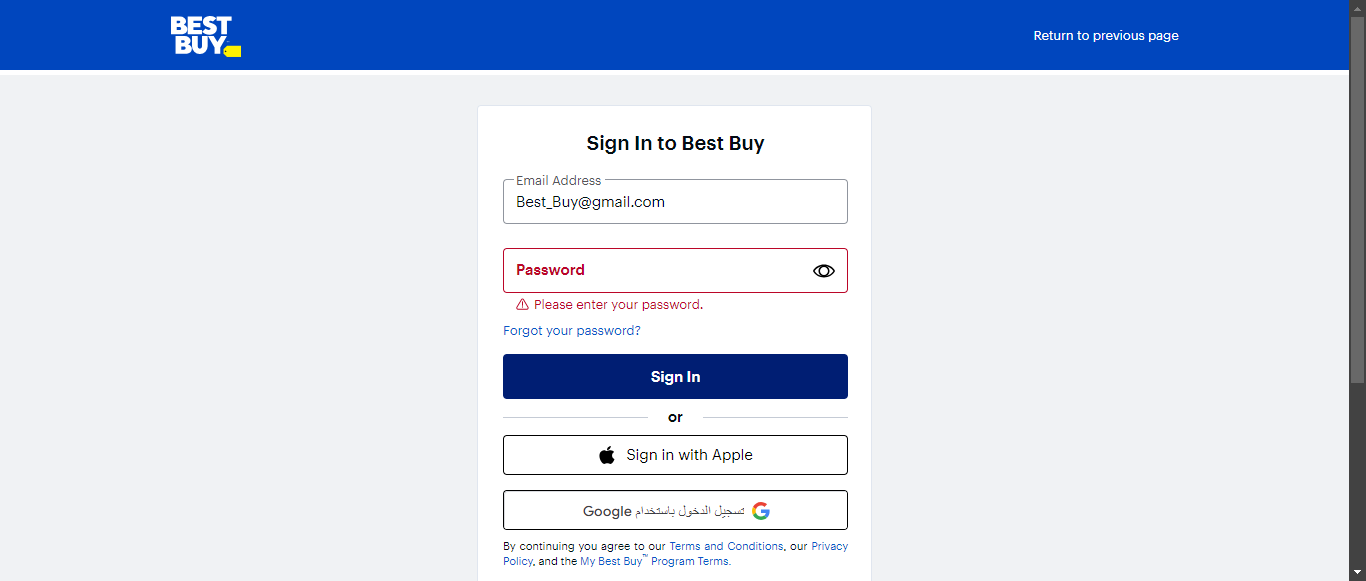 BEST
BUY
Return to previous page
Sign In to Best Buy
Email Address
Best_Buy@gmail.com
Password
Please enter your password.
Forgot your password?
Sign In
or
Sign in with Apple
تسجيل الدخول باستخدام Google
By continuing you agree to our Terms and Conditions, our Privacy
Policy, and the My Best Buy™ Program Terms.